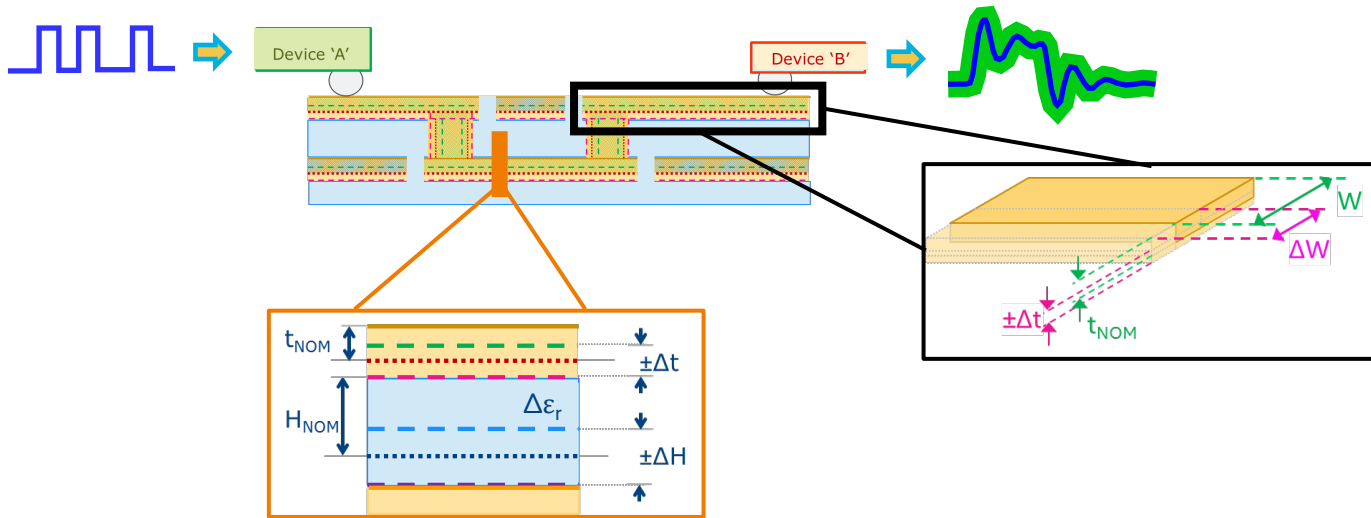 Device ‘A’
Device ‘B’
W
ΔW
±Δt
tNOM
tNOM
±Δt
Δεr
HNOM
±ΔH